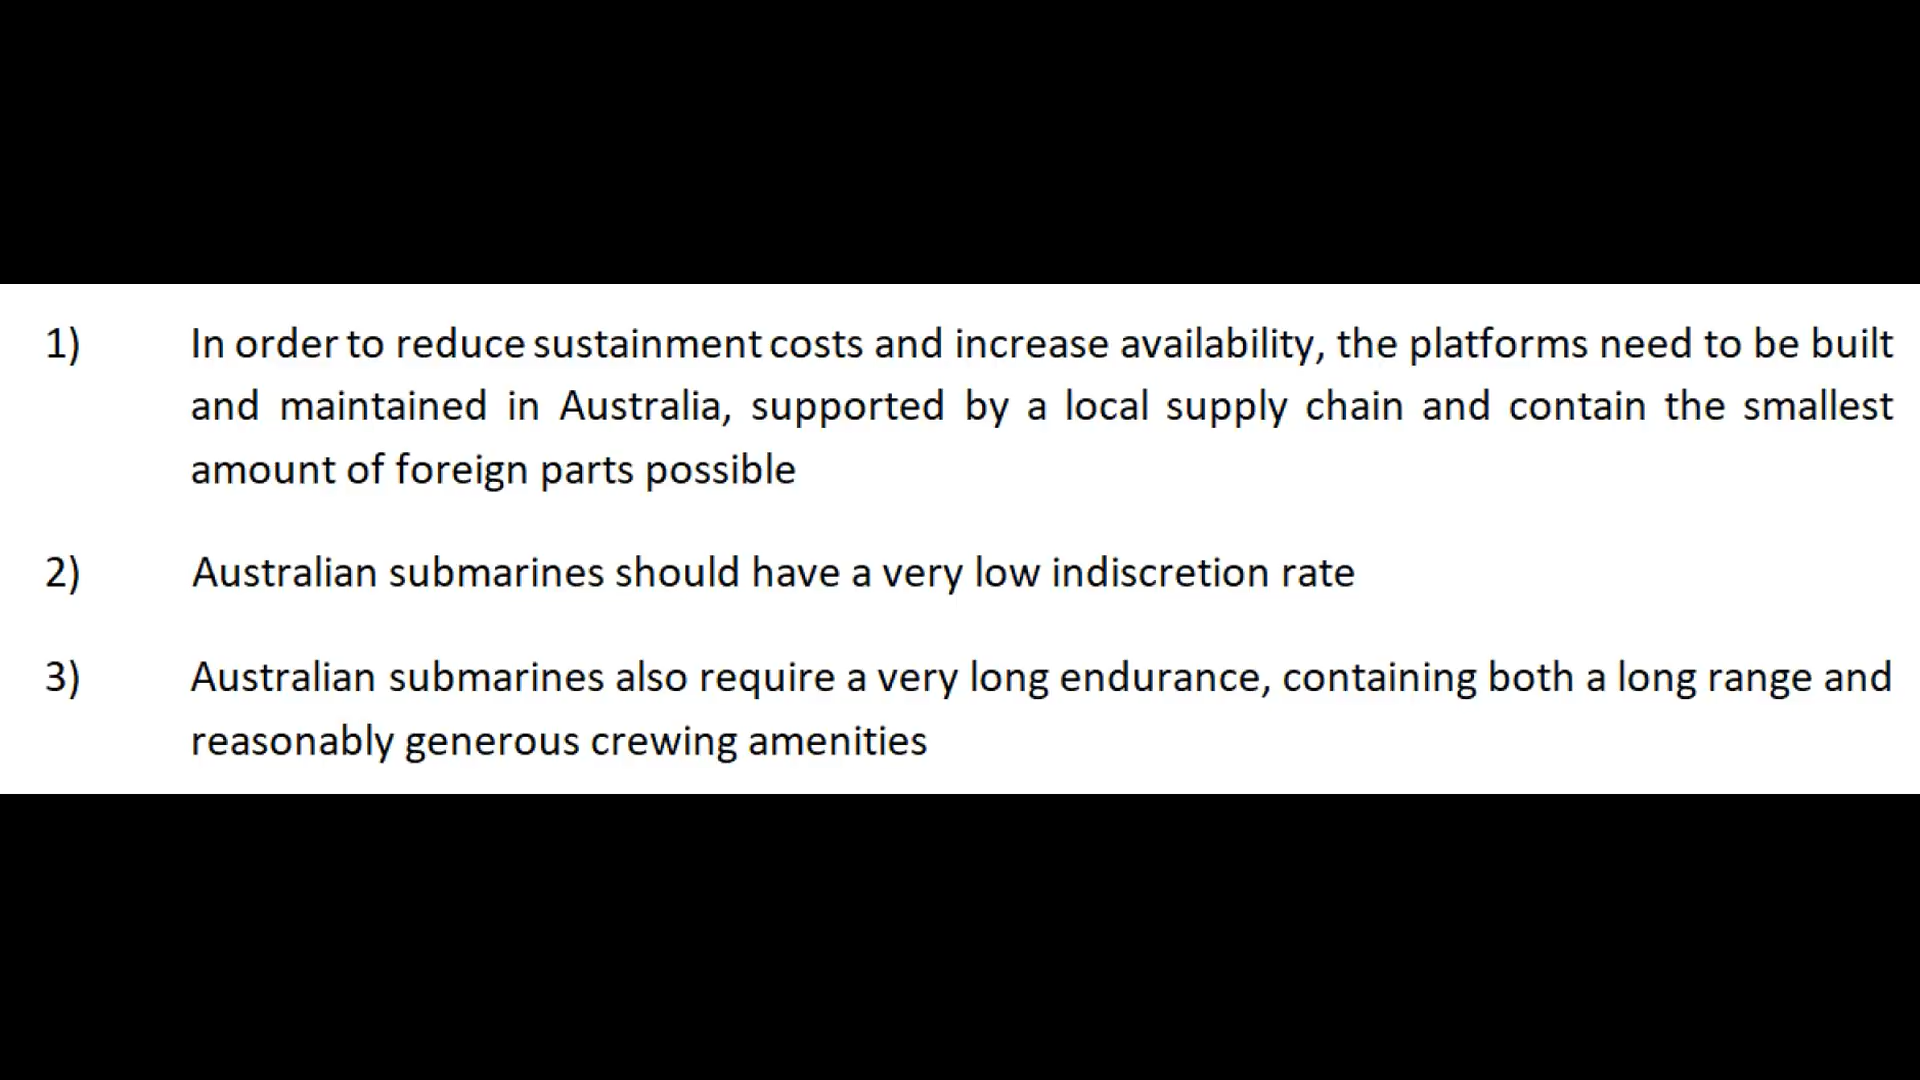 1) In order to reduce sustainment costs and increase availability, the platforms need to be built
and maintained in Australia, supported by a local supply chain and contain the smallest
amount of foreign parts possible
2) Australian submarines should have a very low indiscretion rate
3) Australian submarines also require a very long endurance, containing both a long range and
reasonably generous crewing amenities